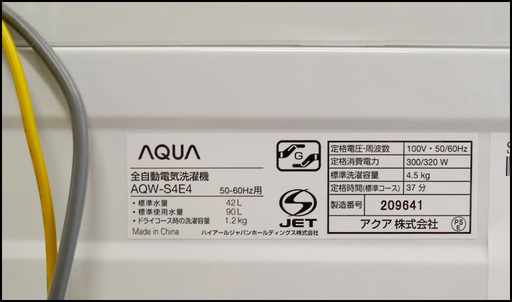 AQUA
全自動電気洗濯機
AQW-S4E4 50-60Hz用
・標準水量 42L
・標準使用水量 90L
・ドライコース時の洗濯容量 1.2kg
Made in China
G
S
JET
ハイアールジャパンホールディングス株式会社
定格電圧・周波数 100V・50/60Hz
定格消費電力 300/320W
標準洗濯容量 4.5kg
定格時間(標準コース) 37分
製造番号 209641
アクア株式会社
PS
E